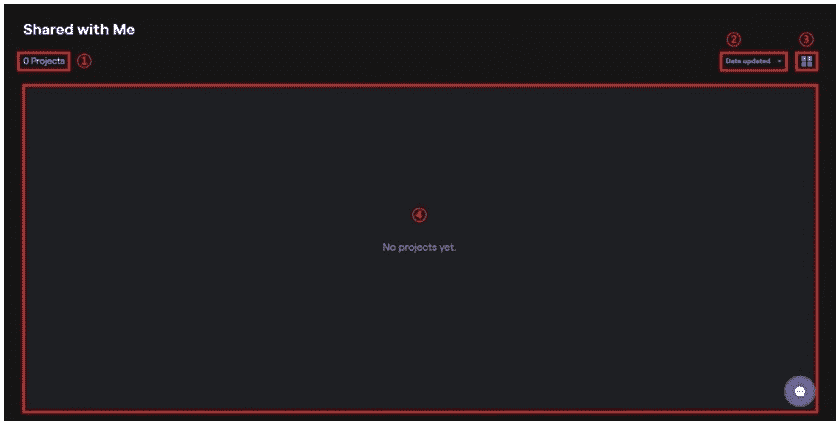 Shared with Me
0 Projects ①
② ③
Date updated
④
No projects yet.